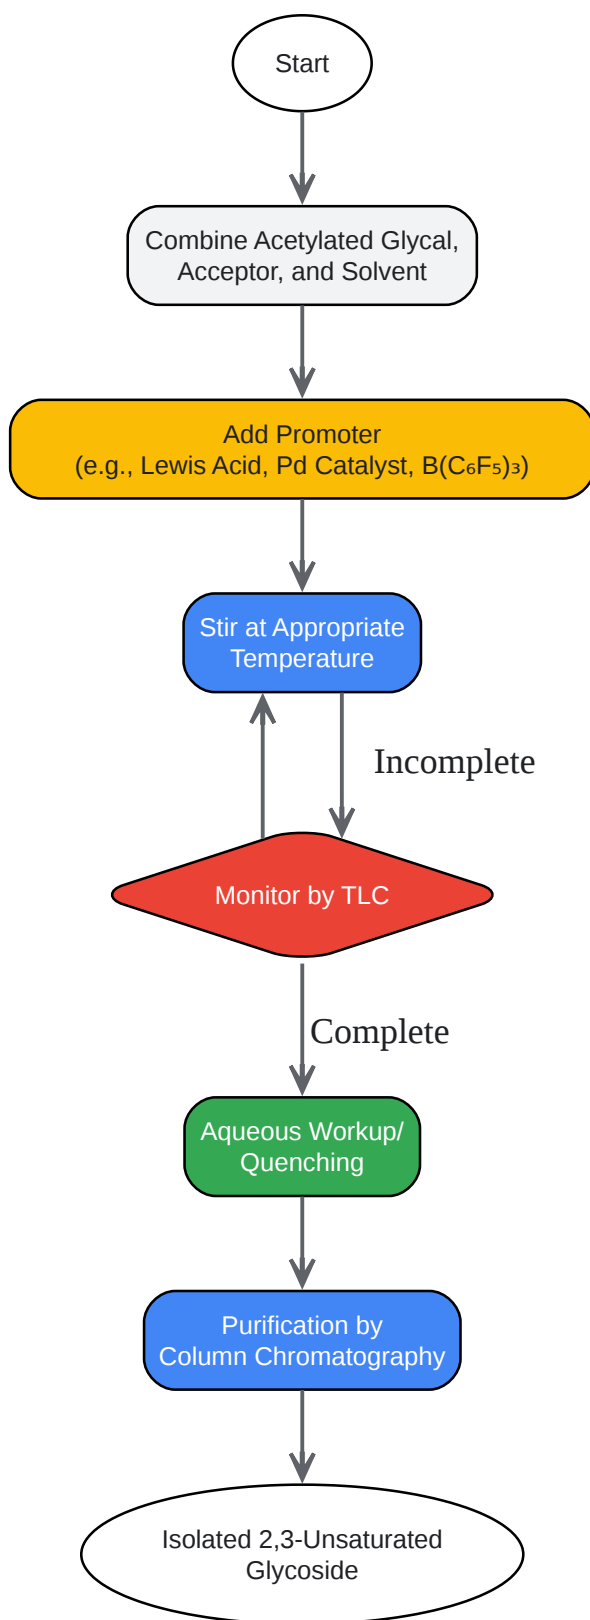 Start
Combine Acetylated Glycal,
Acceptor, and Solvent
Add Promoter
(e.g., Lewis Acid, Pd Catalyst, B(C₆F₅)₃)
Stir at Appropriate
Temperature
Incomplete
Monitor by TLC
Complete
Aqueous Workup/
Quenching
Purification by
Column Chromatography
Isolated 2,3-Unsaturated
Glycoside